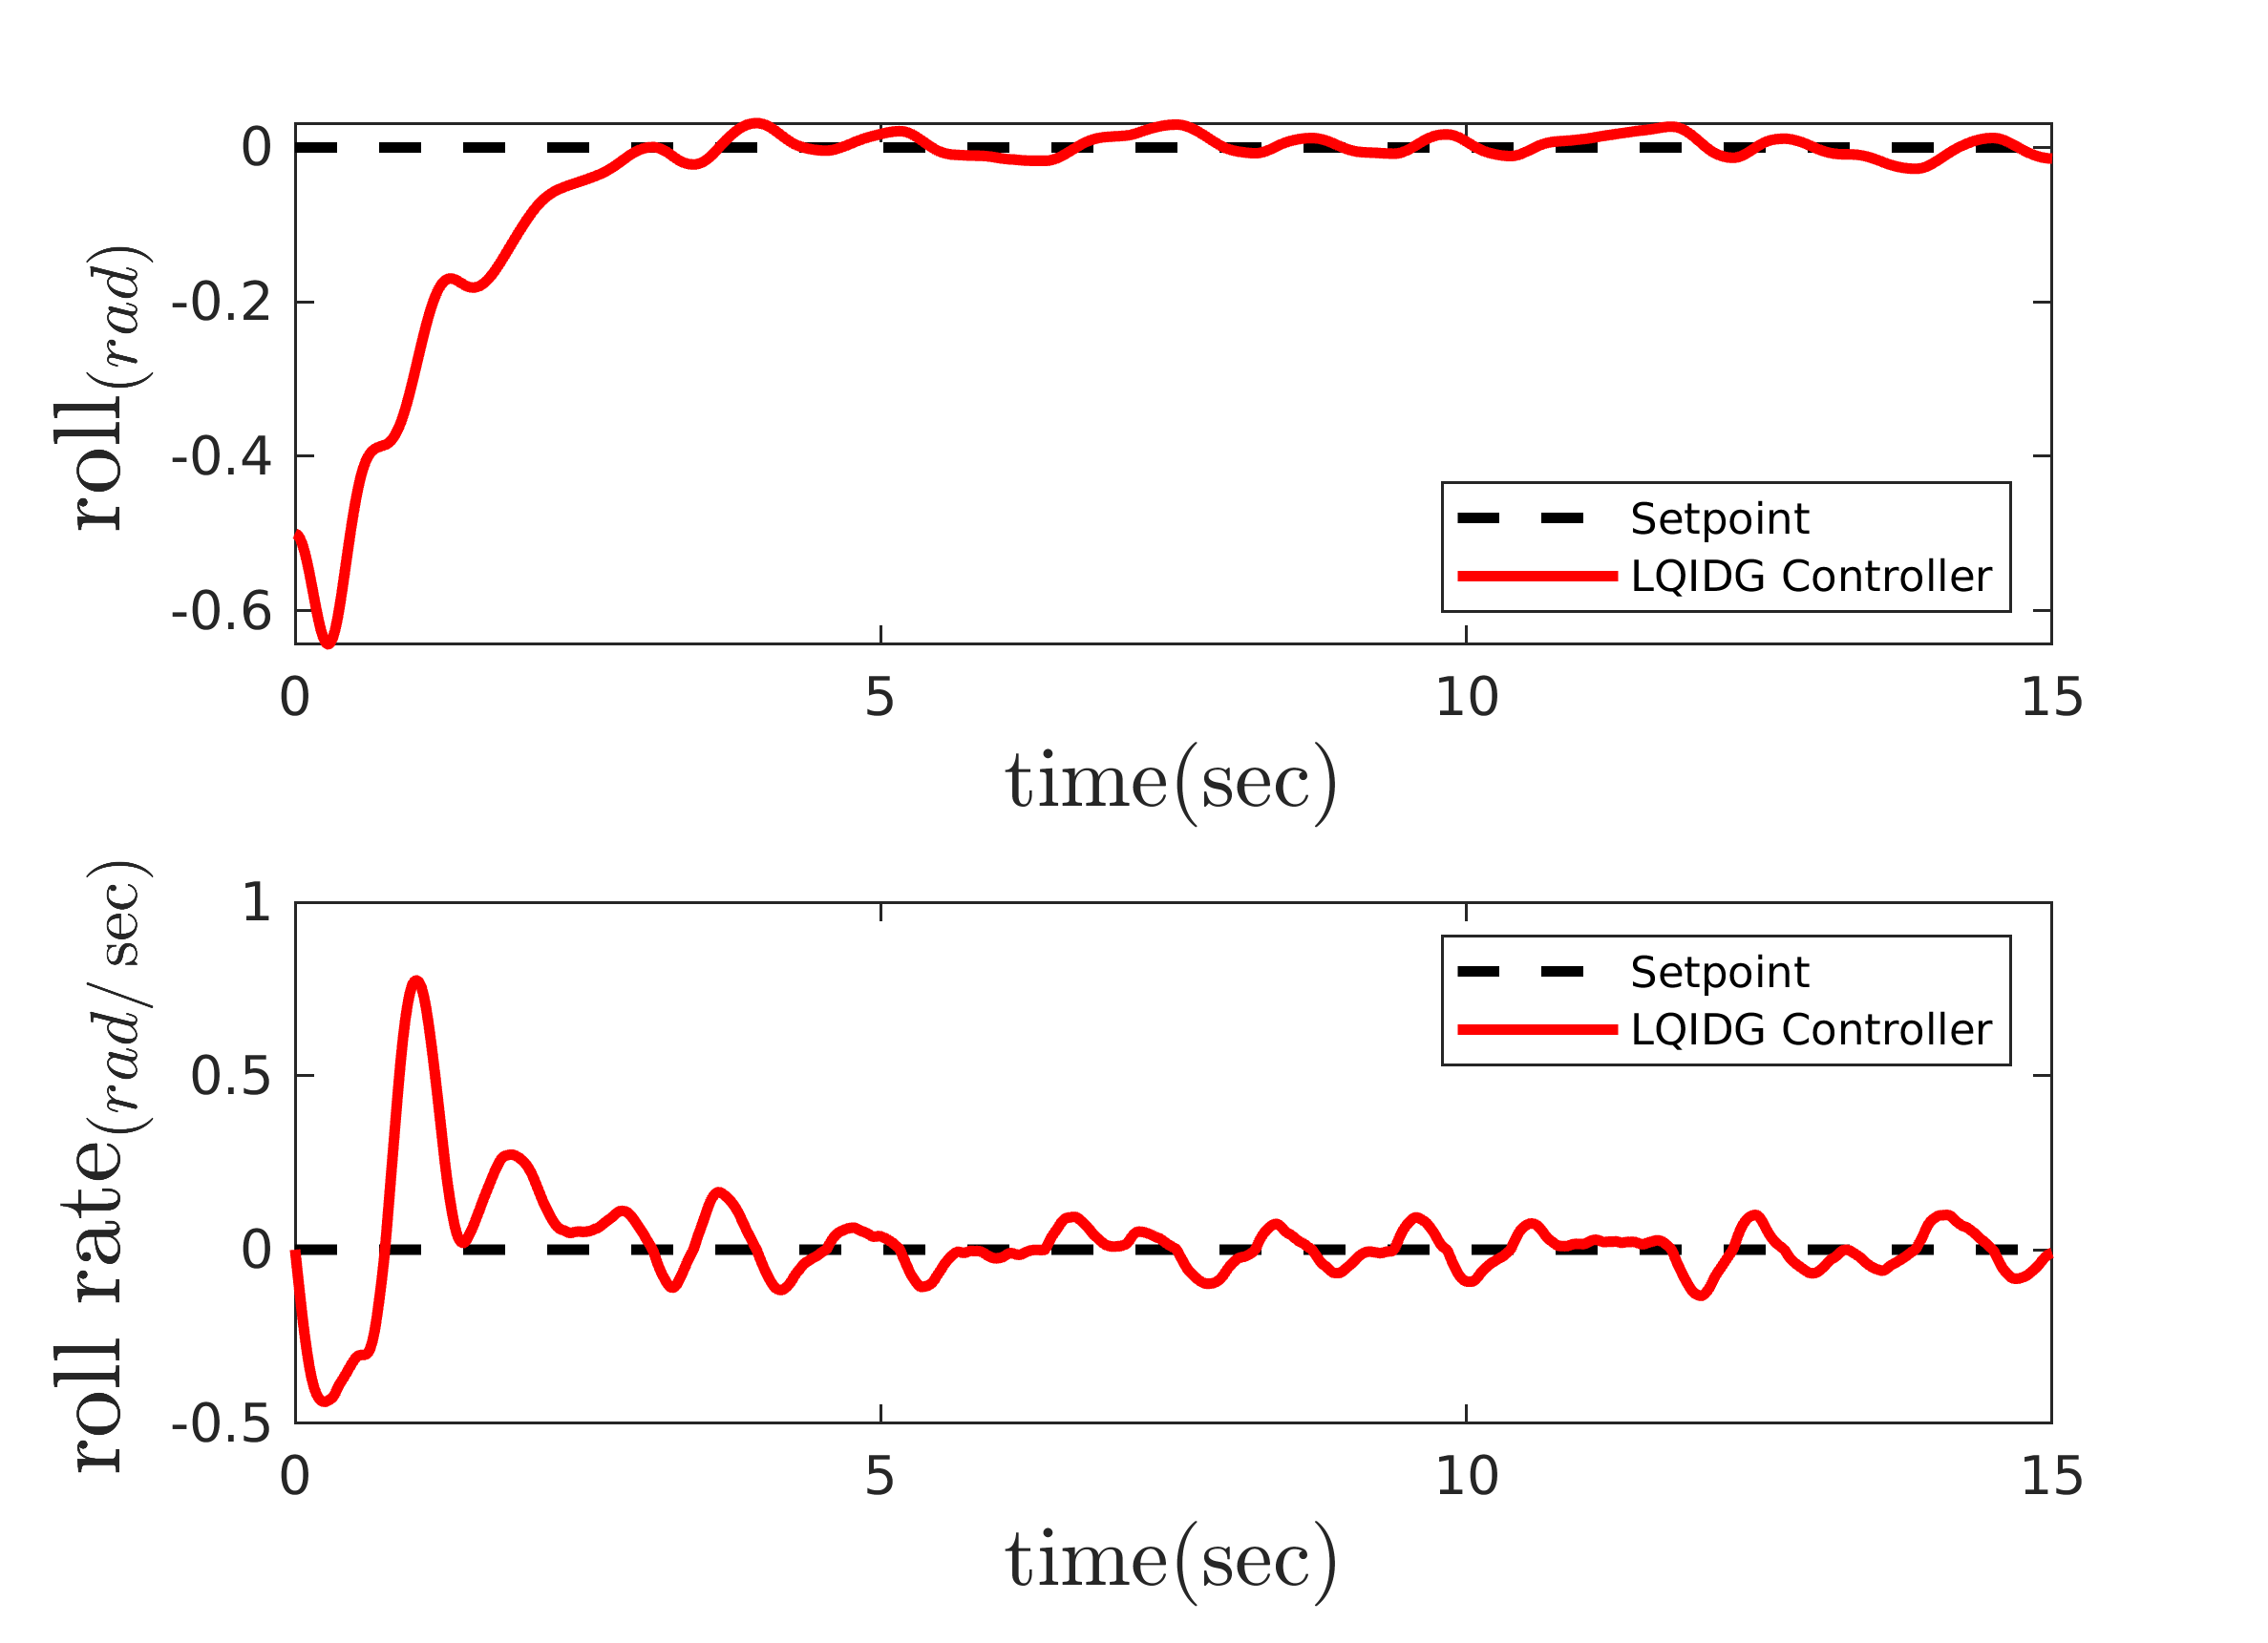 0
-0.2
-0.4
-0.6
roll(rad)
Setpoint
LQIDG Controller
0
5
10
15
time(sec)
1
0.5
0
-0.5
roll rate(rad/sec)
Setpoint
LQIDG Controller
0
5
10
15
time(sec)